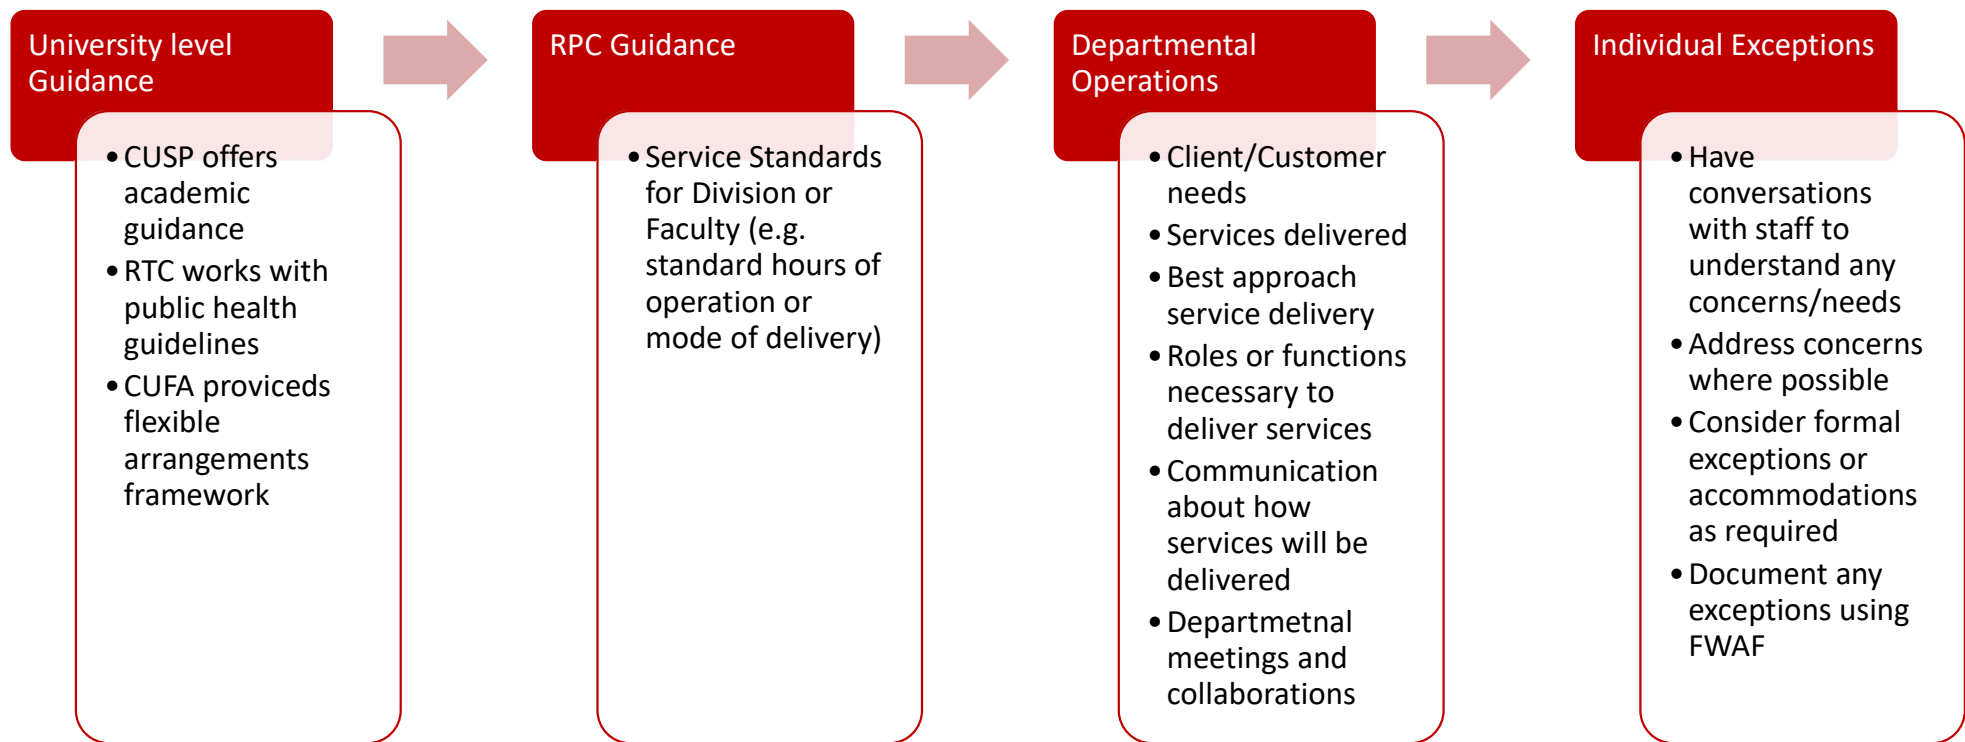 University level
Guidance
• CUSP offers
academic
guidance
• RTC works with
public health
guidelines
• CUFA proviceds
flexible
arrangements
framework
RPC Guidance
• Service Standards
for Division or
Faculty (e.g.
standard hours of
operation or
mode of delivery)
Departmental
Operations
• Client/Customer
needs
• Services delivered
• Best approach
service delivery
• Roles or functions
necessary to
deliver services
• Communication
about how
services will be
delivered
• Departmetnal
meetings and
collaborations
Individual Exceptions
• Have
conversations
with staff to
understand any
concerns/needs
• Address concerns
where possible
• Consider formal
exceptions or
accommodations
as required
• Document any
exceptions using
FWAF